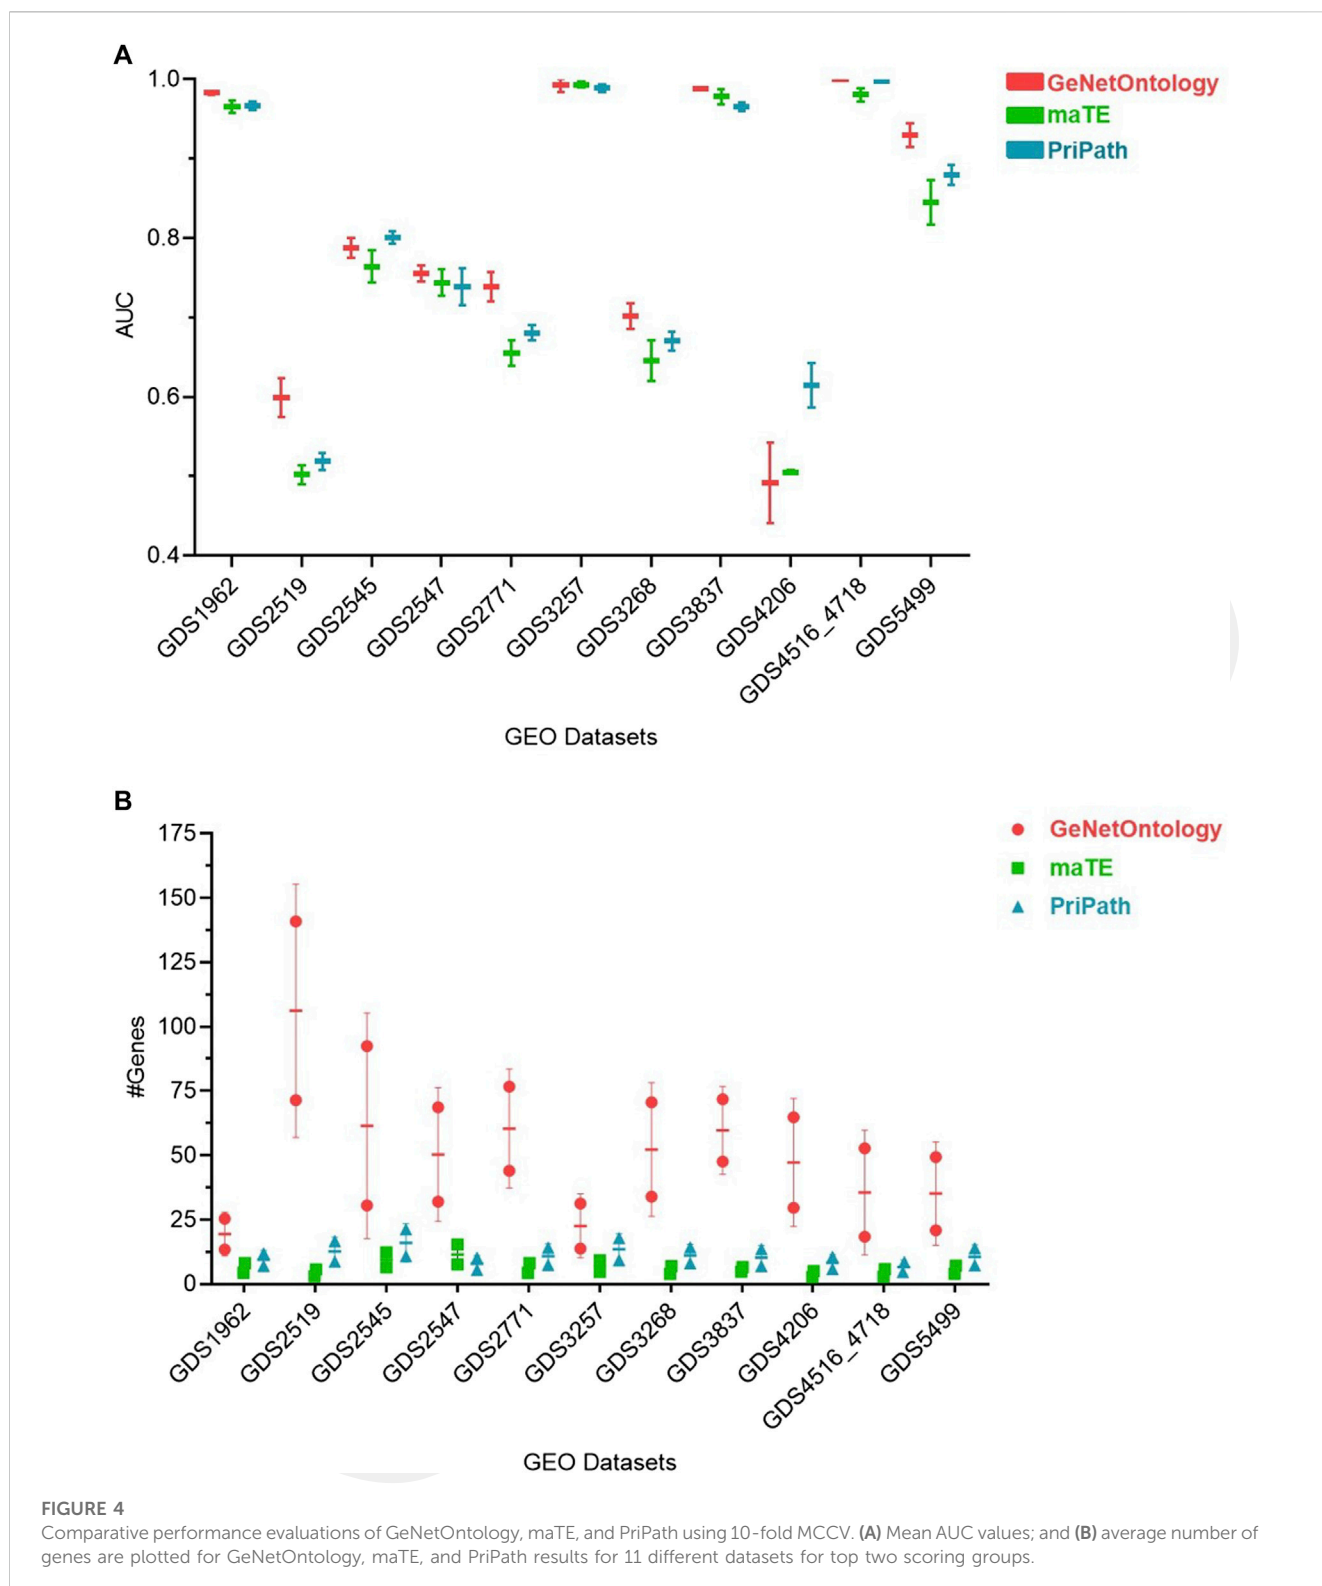 A
1.0
0.8
0.6
0.4
AUC
GeNetOntology
maTE
PriPath
GDS1962
GDS2519
GDS2545
GDS2547
GDS2771
GDS3257
GDS3268
GDS3837
GDS4206
GDS4516_4718
GDS5499
GEO Datasets
B
175
150
125
100
75
50
25
0
#Genes
GeNetOntology
maTE
PriPath
GDS1962
GDS2519
GDS2545
GDS2547
GDS2771
GDS3257
GDS3268
GDS3837
GDS4206
GDS4516_4718
GDS5499
GEO Datasets
FIGURE 4
Comparative performance evaluations of GeNetOntology, maTE, and PriPath using 10-fold MCCV. (A) Mean AUC values; and (B) average number of
genes are plotted for GeNetOntology, maTE, and PriPath results for 11 different datasets for top two scoring groups.